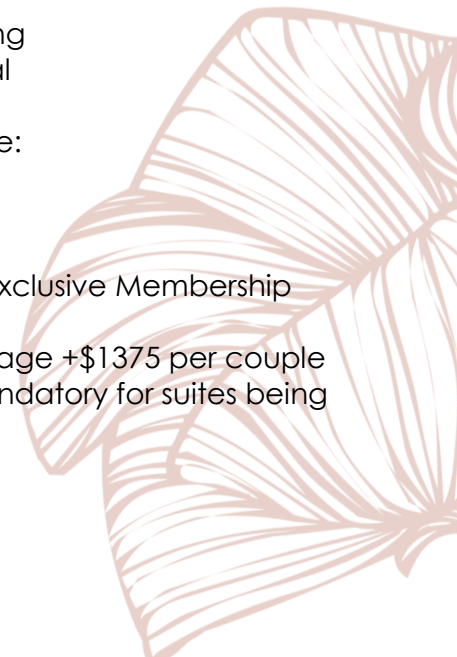 ng
al
e:
xclusive Membership
age +$1375 per couple
ndatory for suites being